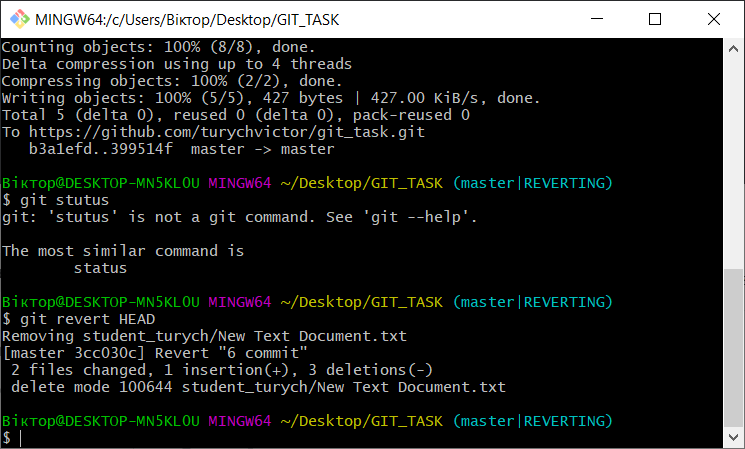 MINGW64:/c/Users/Віктор/Desktop/GIT_TASK
Counting objects: 100% (8/8), done.
Delta compression using up to 4 threads
Compressing objects: 100% (2/2), done.
Writing objects: 100% (5/5), 427 bytes | 427.00 KiB/s, done.
Total 5 (delta 0), reused 0 (delta 0), pack-reused 0
To https://github.com/turychvictor/git_task.git
   b3a1efd..399514f  master -> master
Віктор@DESKTOP-MN5KL0U MINGW64 ~/Desktop/GIT_TASK (master|REVERTING)
$ git stutus
git: 'stutus' is not a git command. See 'git --help'.
The most similar command is
        status
Віктор@DESKTOP-MN5KL0U MINGW64 ~/Desktop/GIT_TASK (master|REVERTING)
$ git revert HEAD
Removing student_turych/New Text Document.txt
[master 3cc030c] Revert "6 commit"
 2 files changed, 1 insertion(+), 3 deletions(-)
 delete mode 100644 student_turych/New Text Document.txt
Віктор@DESKTOP-MN5KL0U MINGW64 ~/Desktop/GIT_TASK (master|REVERTING)
$